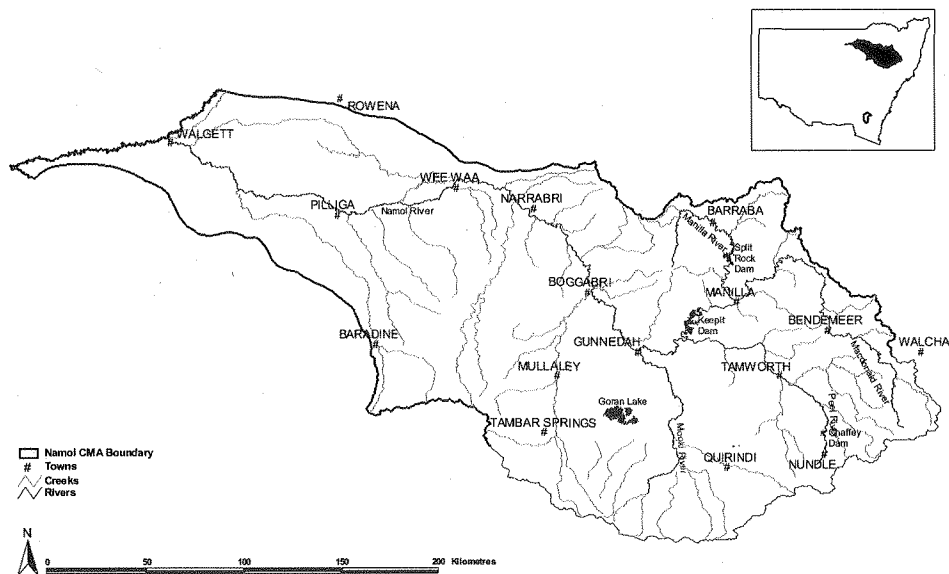 ROWENA
WALGETT
WEE WAA
NARRABRI
PILLIGA
Namoi River
BARRABA
Manilla River
Split
Rock
Dam
BOGGABRI
MANILLA
Keepit
Dam
BENDEMEER
BARADINE
GUNNEDAH
WALCHA
MULLALEY
TAMWORTH
Macdonald River
Goran Lake
Peel River
TAMBAR SPRINGS
Mooki River
Chaffey
Dam
QUIRINDI
NUNDLE
Namoi CMA Boundary
# Towns
Creeks
Rivers
N
0 50 100 150 200 Kilometres